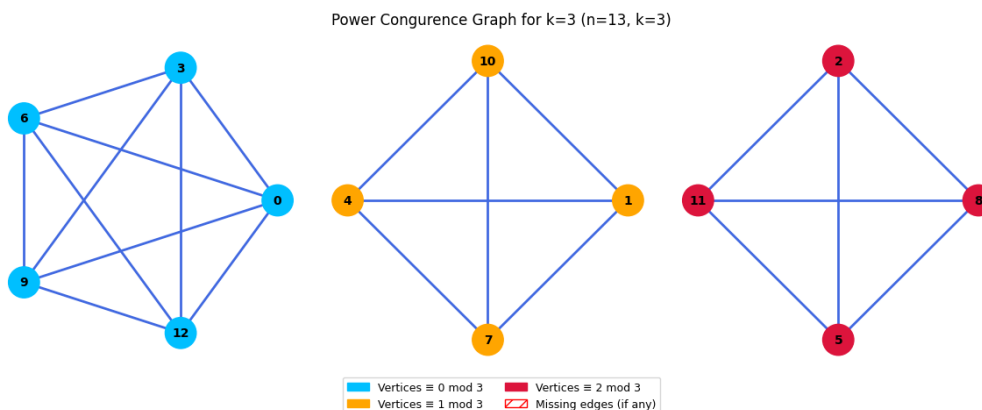 Power Congurence Graph for k=3 (n=13, k=3)
3
10
2
6
0
4
1
11
8
9
12
7
5
Vertices ≡ 0 mod 3
Vertices ≡ 1 mod 3
Vertices ≡ 2 mod 3
Missing edges (if any)